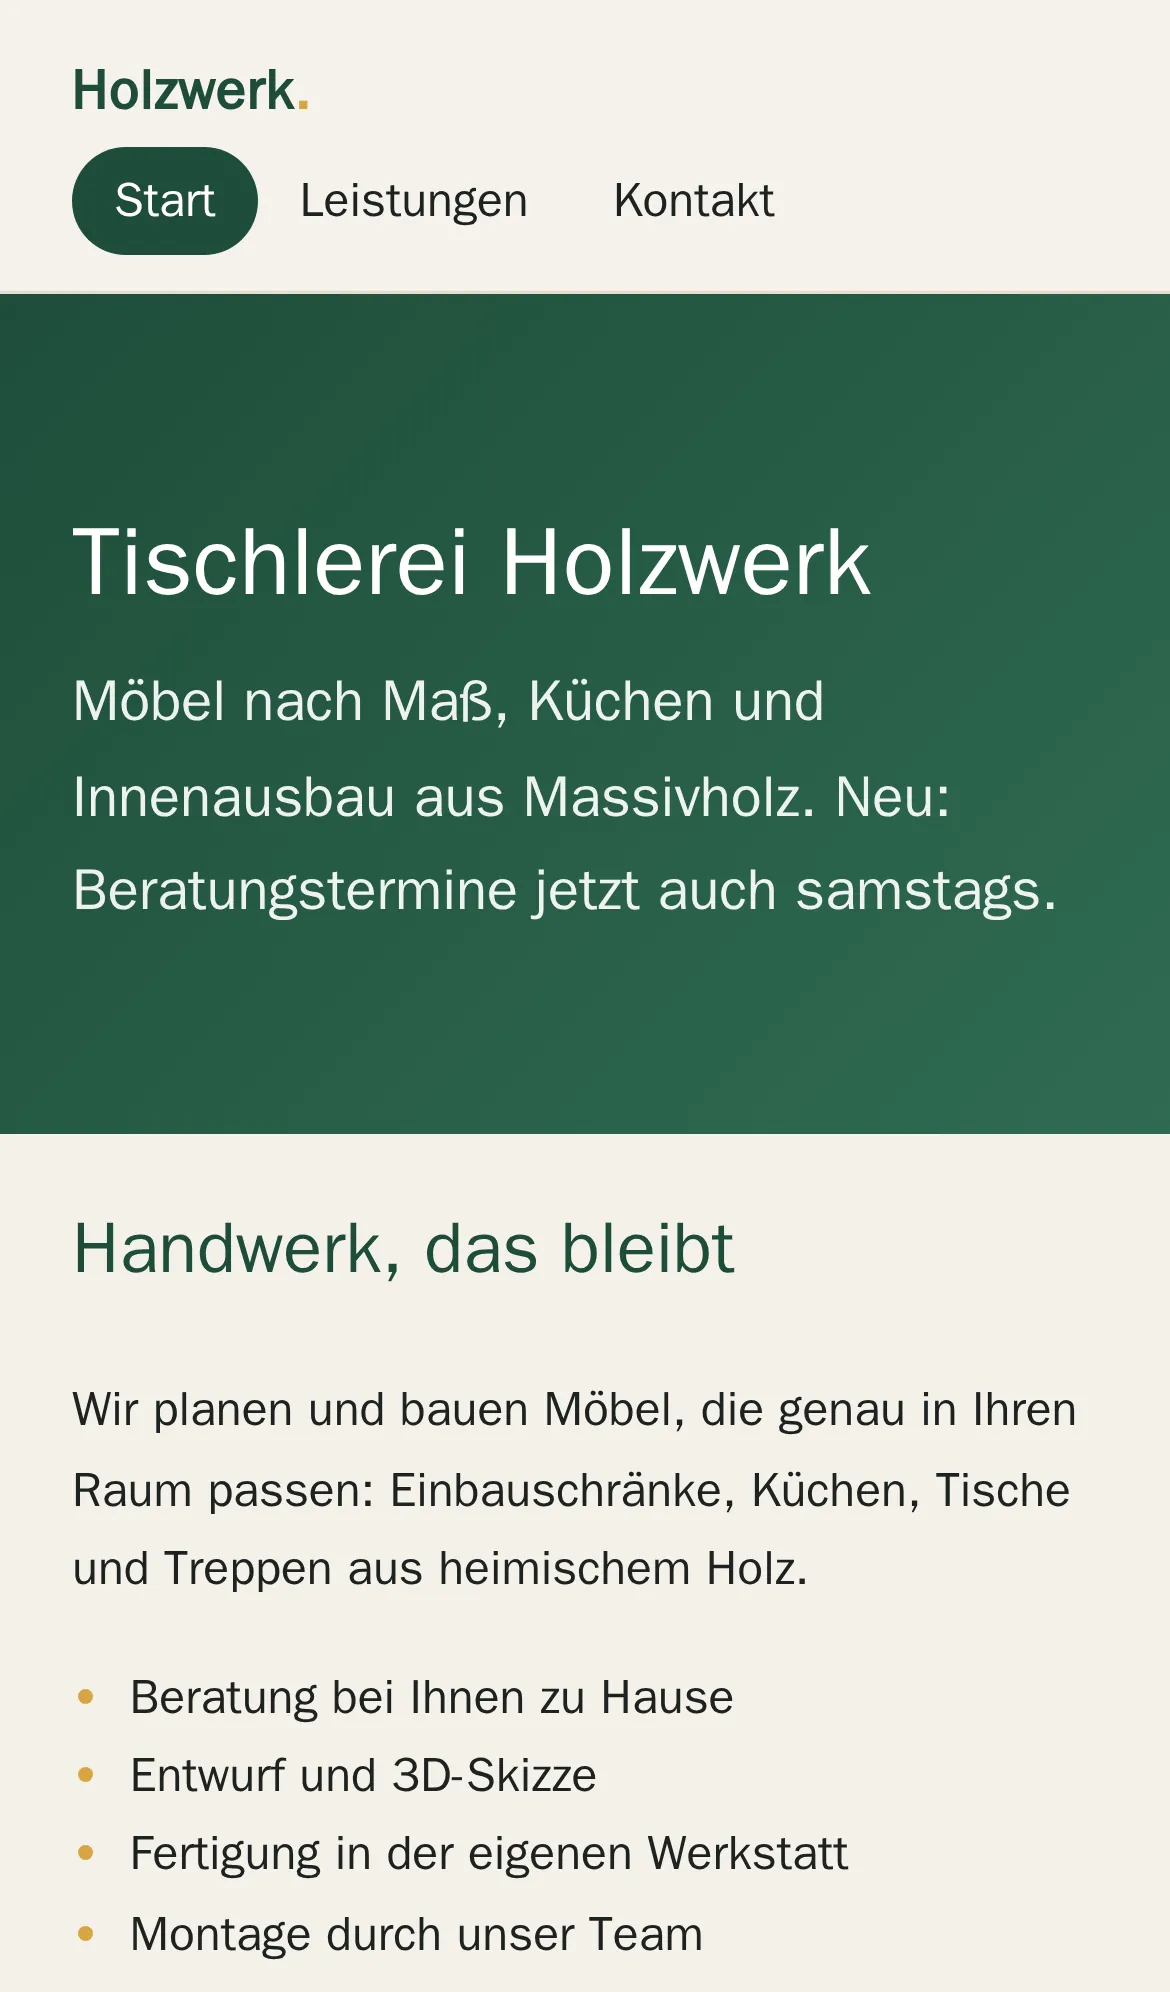 Holzwerk.
Start Leistungen Kontakt
Tischlerei Holzwerk
Möbel nach Maß, Küchen und
Innenausbau aus Massivholz. Neu:
Beratungstermine jetzt auch samstags.
Handwerk, das bleibt
Wir planen und bauen Möbel, die genau in Ihren
Raum passen: Einbauschränke, Küchen, Tische
und Treppen aus heimischem Holz.
• Beratung bei Ihnen zu Hause
• Entwurf und 3D-Skizze
• Fertigung in der eigenen Werkstatt
• Montage durch unser Team